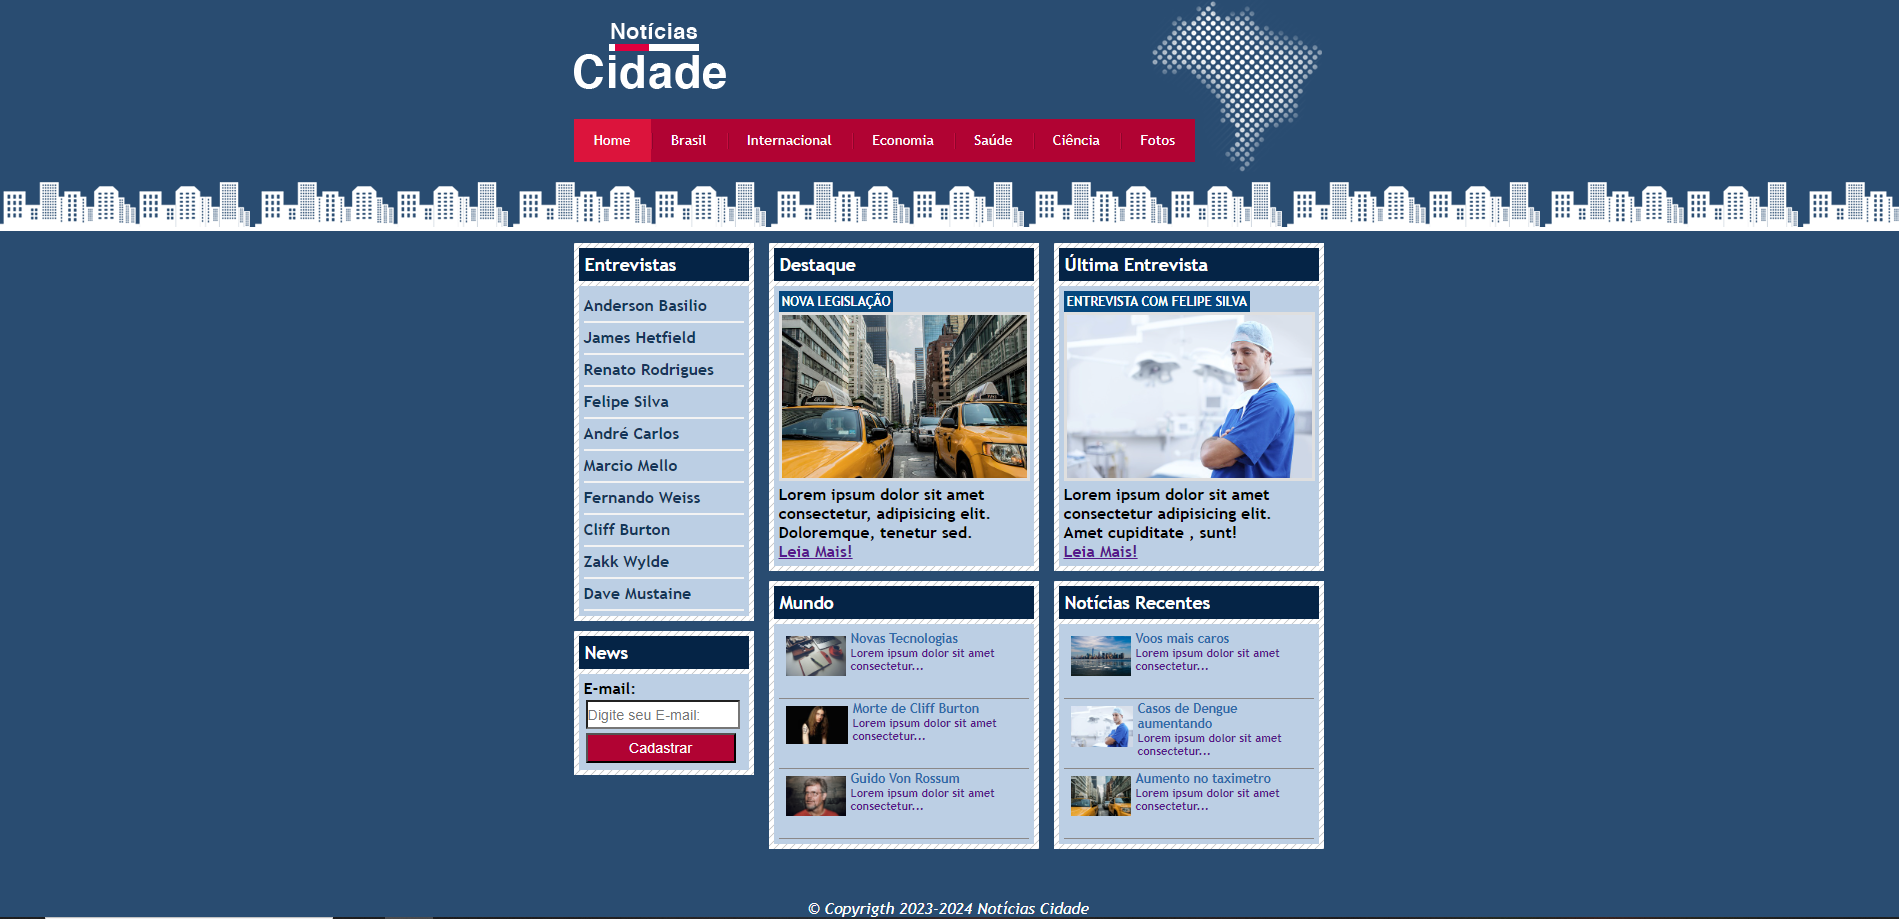 Notícias
Cidade
Home
Brasil
Internacional
Economia
Saúde
Ciência
Fotos
Entrevistas
Anderson Basilio
James Hetfield
Renato Rodrigues
Felipe Silva
André Carlos
Marcio Mello
Fernando Weiss
Cliff Burton
Zakk Wylde
Dave Mustaine
News
E-mail:
Digite seu E-mail:
Cadastrar
Destaque
NOVA LEGISLAÇÃO
Lorem ipsum dolor sit amet
consectetur, adipisicing elit.
Doloremque, tenetur sed.
Leia Mais!
Última Entrevista
ENTREVISTA COM FELIPE SILVA
Lorem ipsum dolor sit amet
consectetur adipisicing elit.
Amet cupiditate , sunt!
Leia Mais!
Mundo
Novas Tecnologias
Lorem ipsum dolor sit amet
consectetur...
Morte de Cliff Burton
Lorem ipsum dolor sit amet
consectetur...
Guido Von Rossum
Lorem ipsum dolor sit amet
consectetur...
Notícias Recentes
Voos mais caros
Lorem ipsum dolor sit amet
consectetur...
Casos de Dengue
aumentando
Lorem ipsum dolor sit amet
consectetur...
Aumento no taximetro
Lorem ipsum dolor sit amet
consectetur...
© Copyrigth 2023-2024 Notícias Cidade